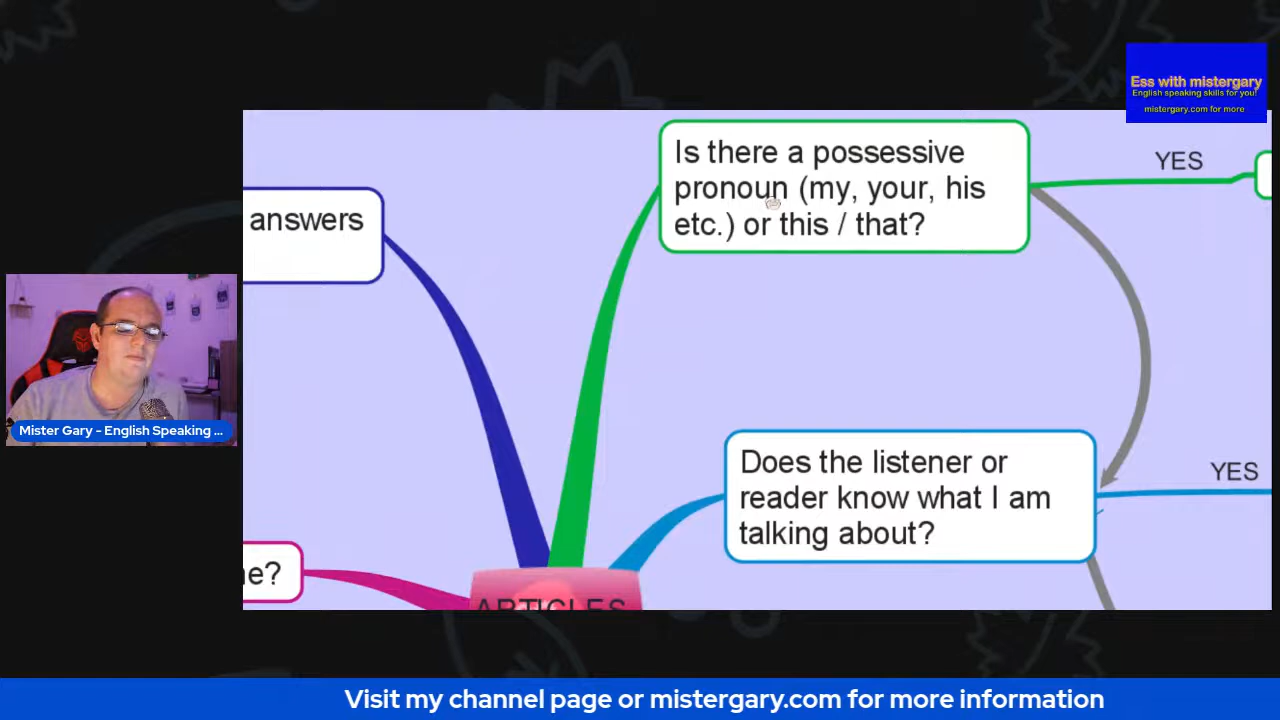 Ess with mistergary
English speaking skills for you!
mistergary.com for more
Is there a possessive
pronoun (my, your, his
etc.) or this / that?
YES
answers
Does the listener or
reader know what I am
talking about?
YES
ARTICLES
Mister Gary - English Speaking ...
Visit my channel page or mistergary.com for more information